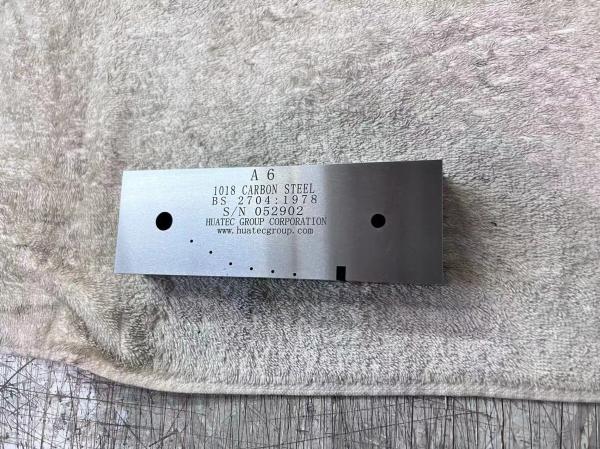 A 6
1018 CARBON STEEL
BS 2704:1978
S/N 052902
HUATEC GROUP CORPORATION
www.huatecgroup.com